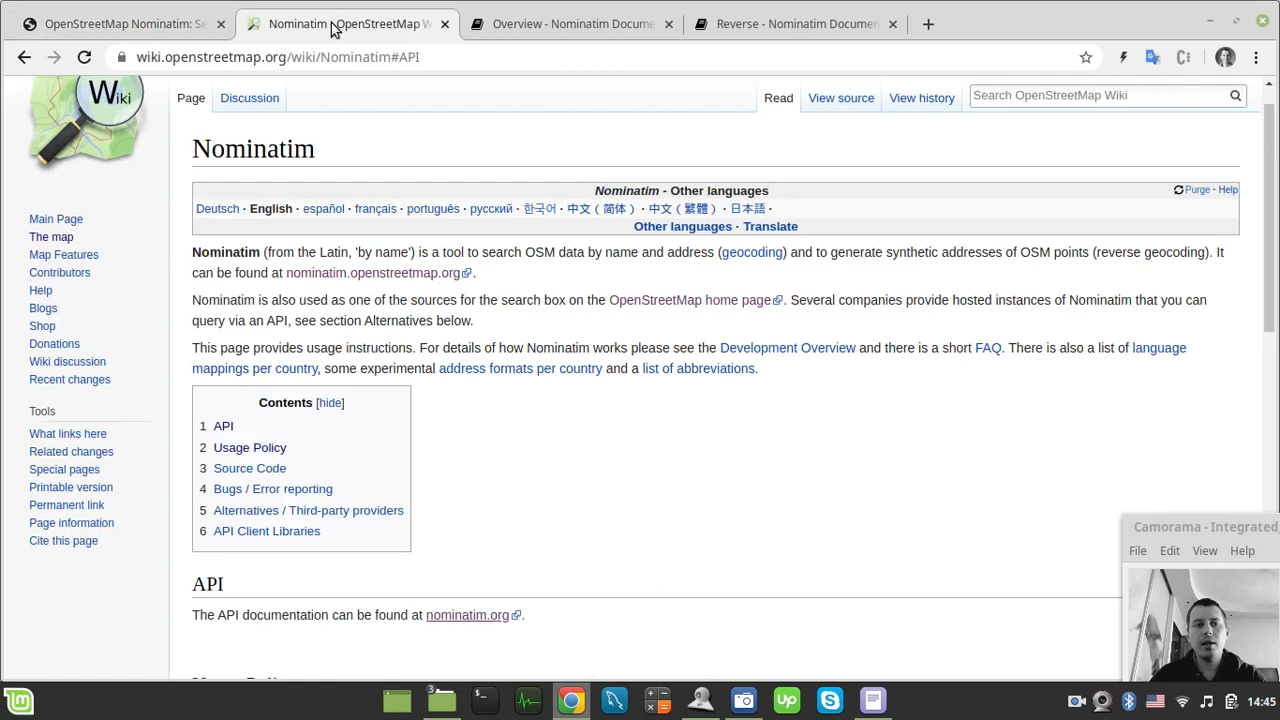 OpenStreetMap Nominatim: Se
Nominatim - OpenStreetMap W
Overview - Nominatim Docume
Reverse - Nominatim Documen
wiki.openstreetmap.org/wiki/Nominatim#API
Wiki
Page
Discussion
Read
View source
View history
Search OpenStreetMap Wiki
Nominatim
Nominatim - Other languages
Purge · Help
Deutsch · English · español · français · português · русский · 한국어 · 中文（简体） · 中文（繁體） · 日本語 ·
Other languages · Translate
Nominatim (from the Latin, 'by name') is a tool to search OSM data by name and address (geocoding) and to generate synthetic addresses of OSM points (reverse geocoding). It
can be found at nominatim.openstreetmap.org.
Nominatim is also used as one of the sources for the search box on the OpenStreetMap home page. Several companies provide hosted instances of Nominatim that you can
query via an API, see section Alternatives below.
This page provides usage instructions. For details of how Nominatim works please see the Development Overview and there is a short FAQ. There is also a list of language
mappings per country, some experimental address formats per country and a list of abbreviations.
Contents [hide]
1 API
2 Usage Policy
3 Source Code
4 Bugs / Error reporting
5 Alternatives / Third-party providers
6 API Client Libraries
API
The API documentation can be found at nominatim.org.
Main Page
The map
Map Features
Contributors
Help
Blogs
Shop
Donations
Wiki discussion
Recent changes
Tools
What links here
Related changes
Special pages
Printable version
Permanent link
Page information
Cite this page
Camorama - Integrated
File Edit View Help
3
up
14:45